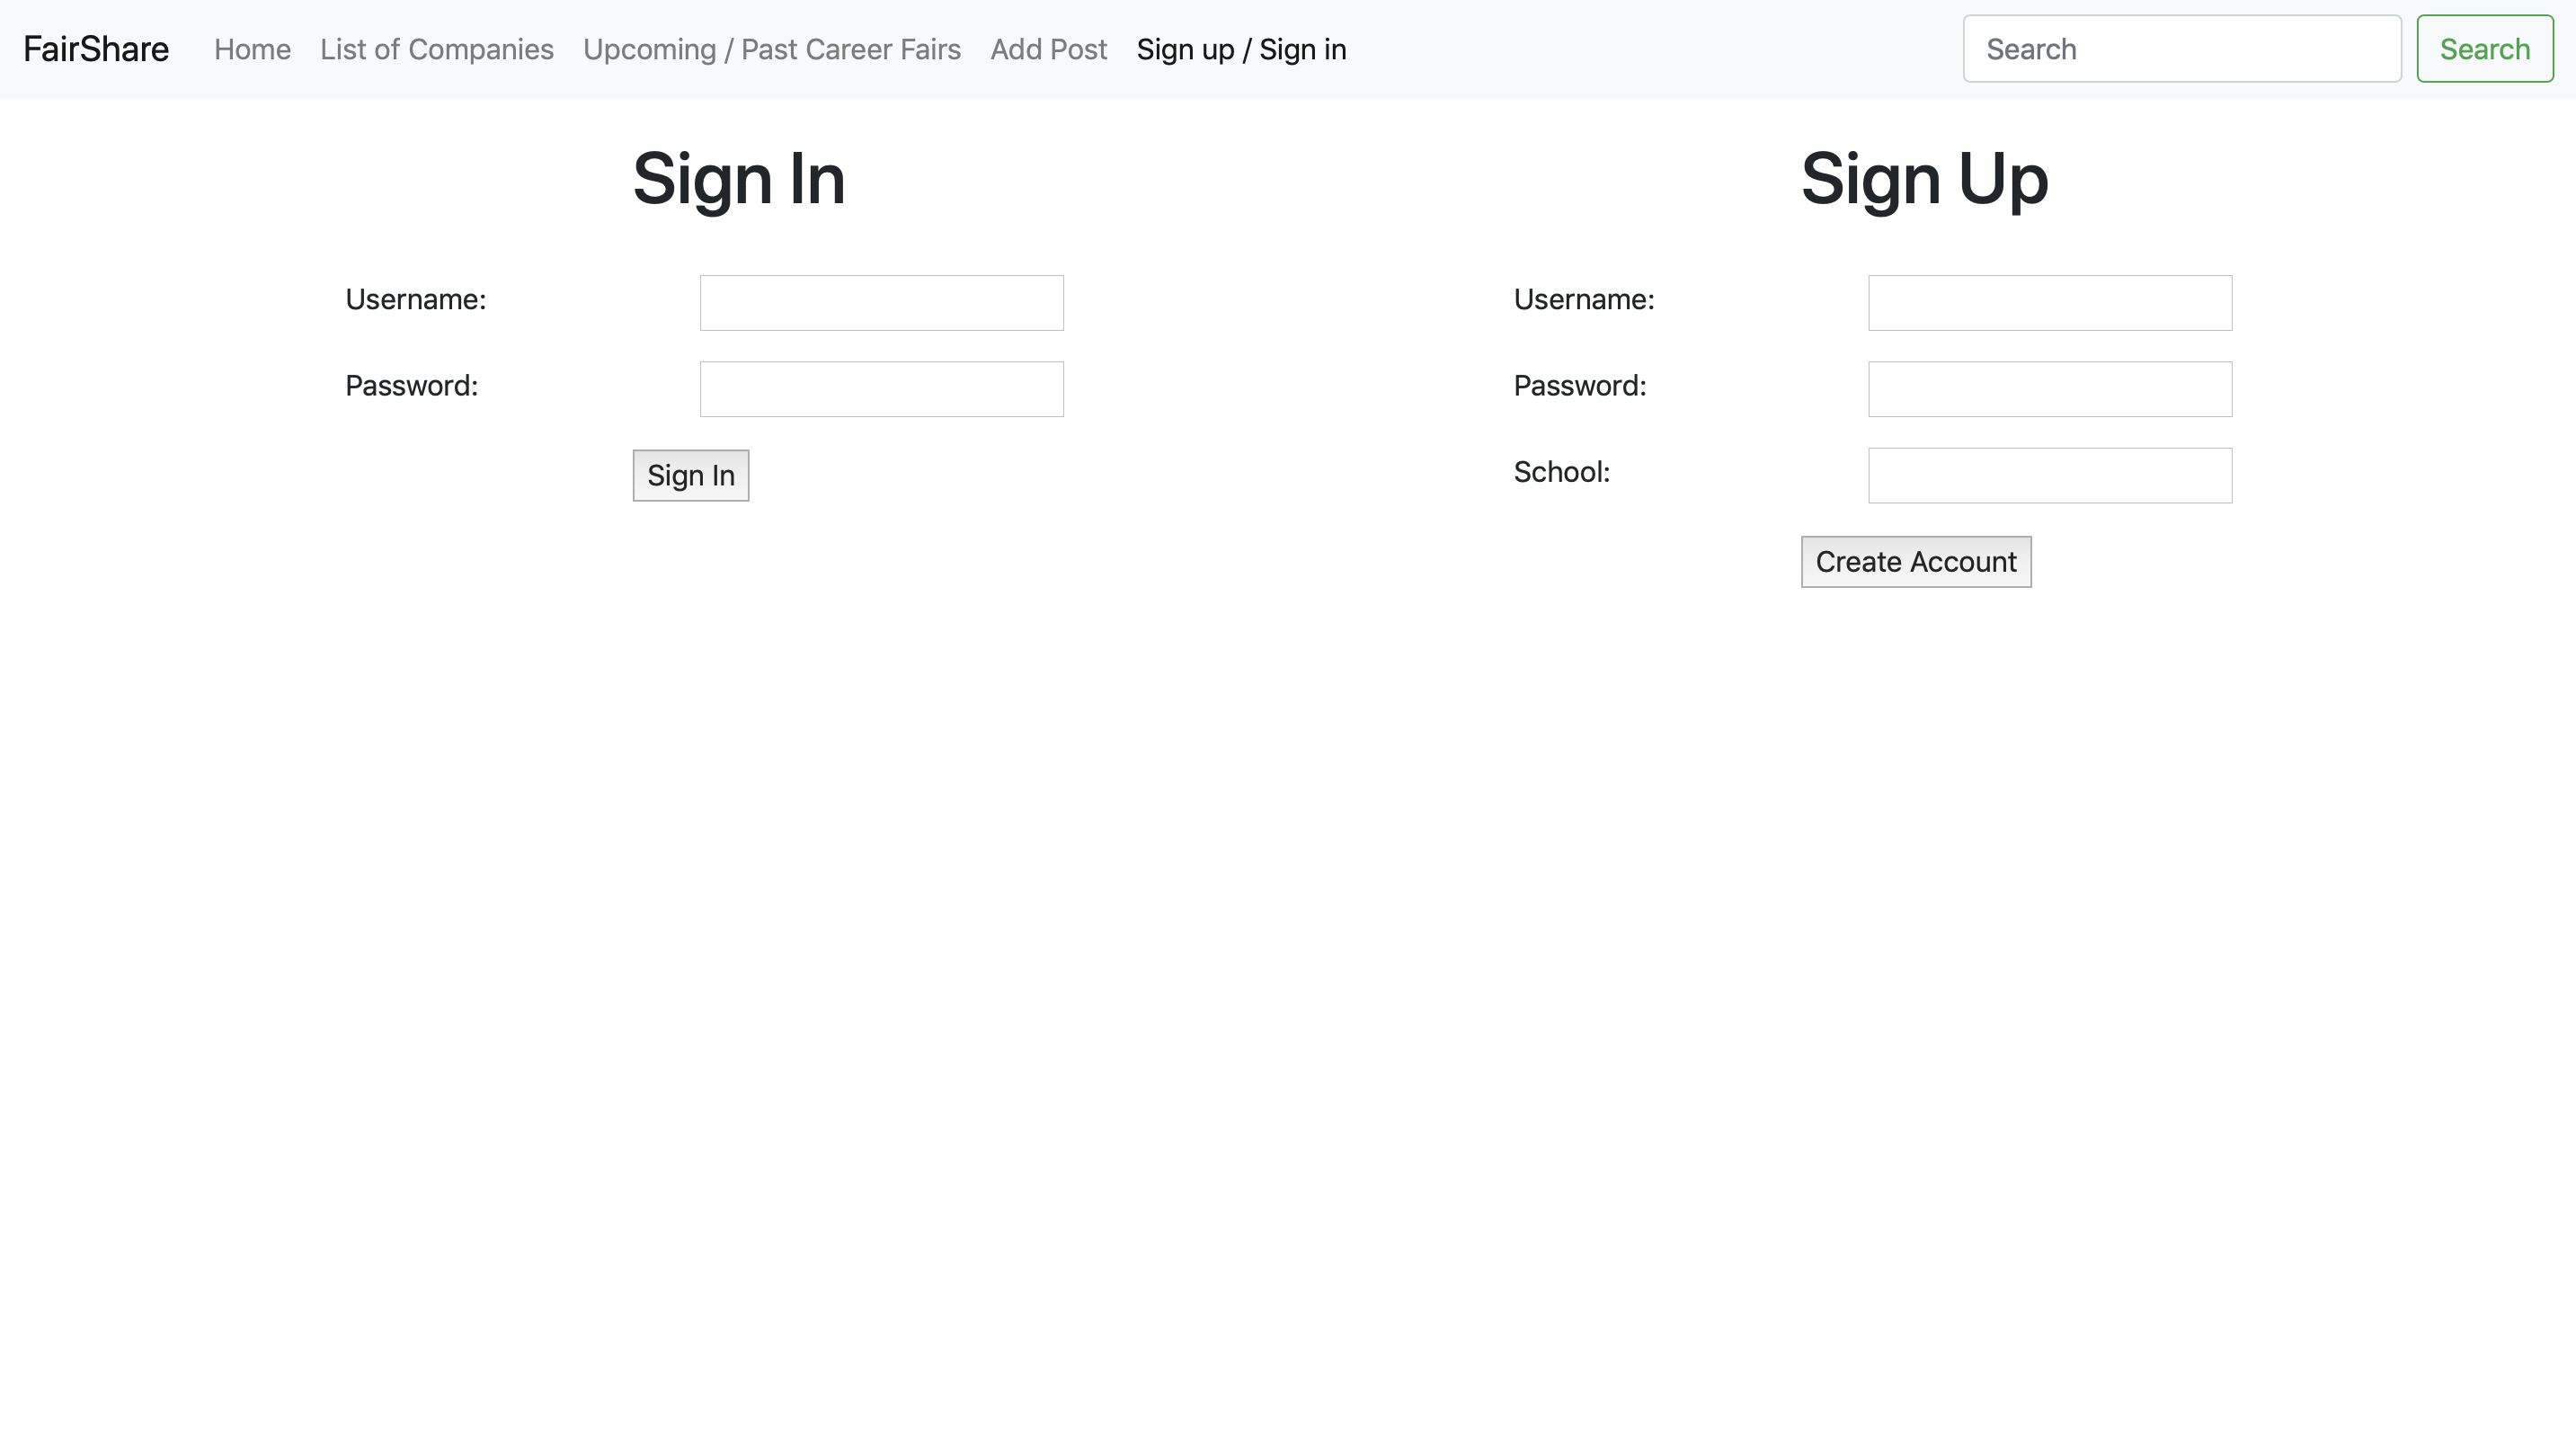 FairShare Home List of Companies Upcoming / Past Career Fairs Add Post Sign up / Sign in Search Search
Sign In
Username:
Password:
Sign In
Sign Up
Username:
Password:
School:
Create Account